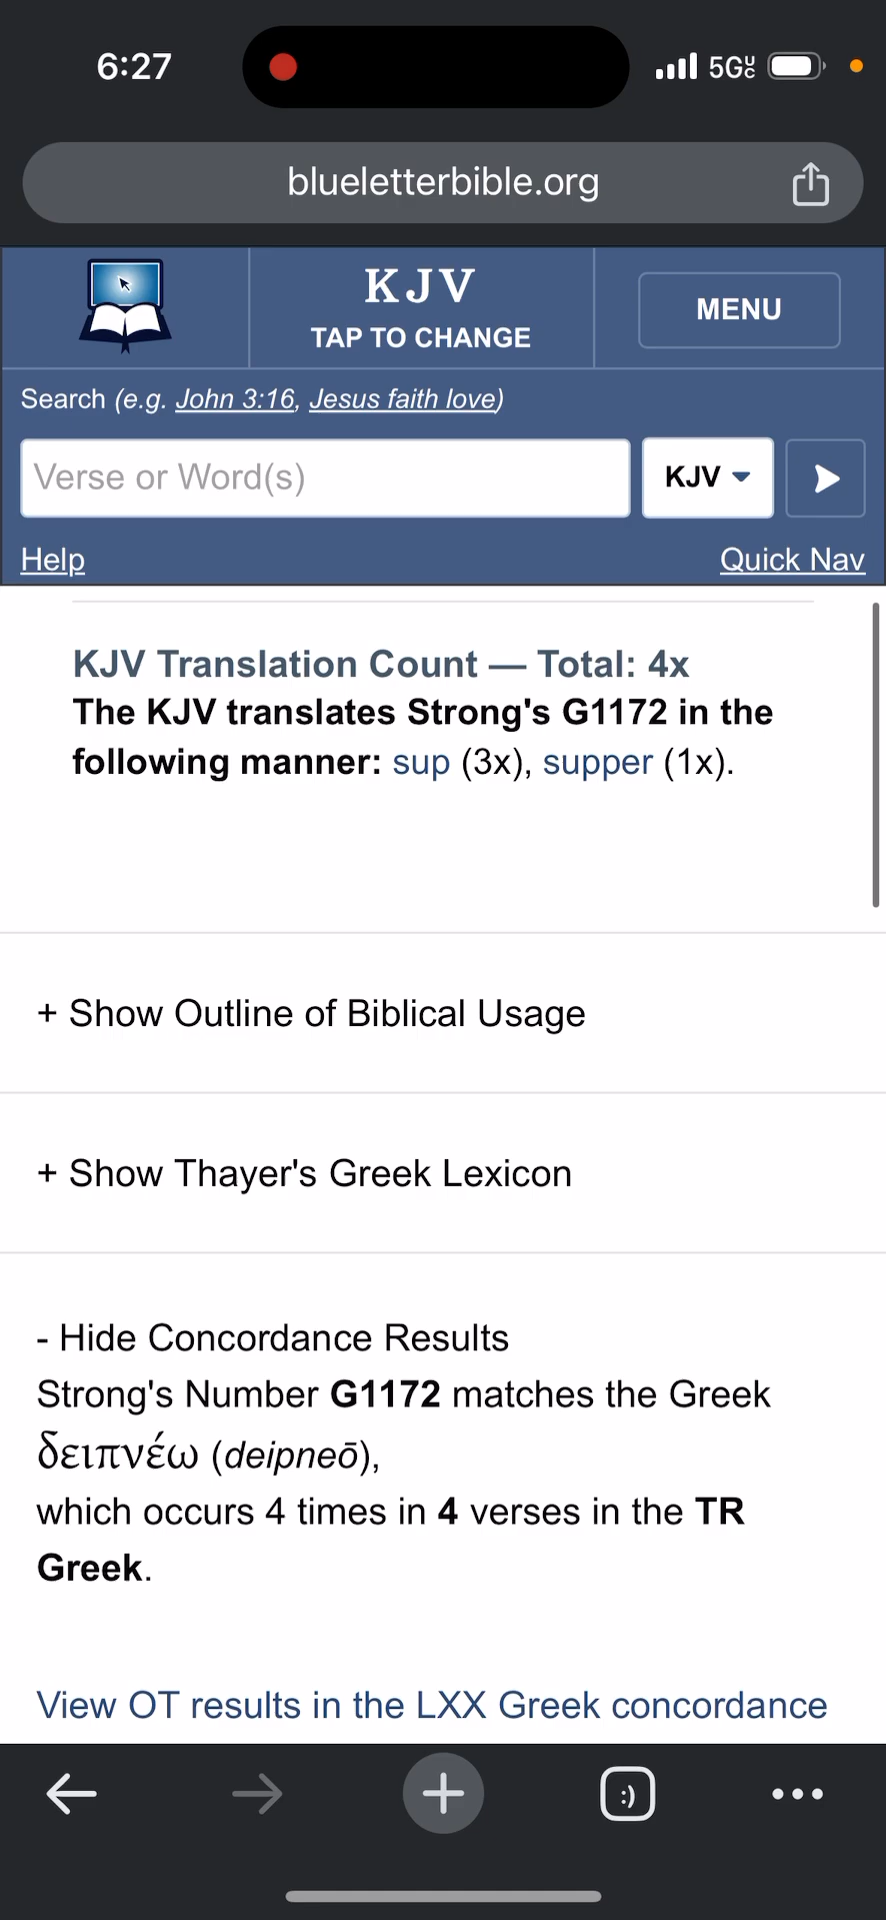 6:27
5G UC
blueletterbible.org
KJV
TAP TO CHANGE
MENU
Search (e.g. John 3:16, Jesus faith love)
Verse or Word(s)
KJV
Help
Quick Nav
KJV Translation Count — Total: 4x
The KJV translates Strong's G1172 in the
following manner: sup (3x), supper (1x).
+ Show Outline of Biblical Usage
+ Show Thayer's Greek Lexicon
- Hide Concordance Results
Strong's Number G1172 matches the Greek
δειπνέω (deipneō),
which occurs 4 times in 4 verses in the TR
Greek.
View OT results in the LXX Greek concordance
:)